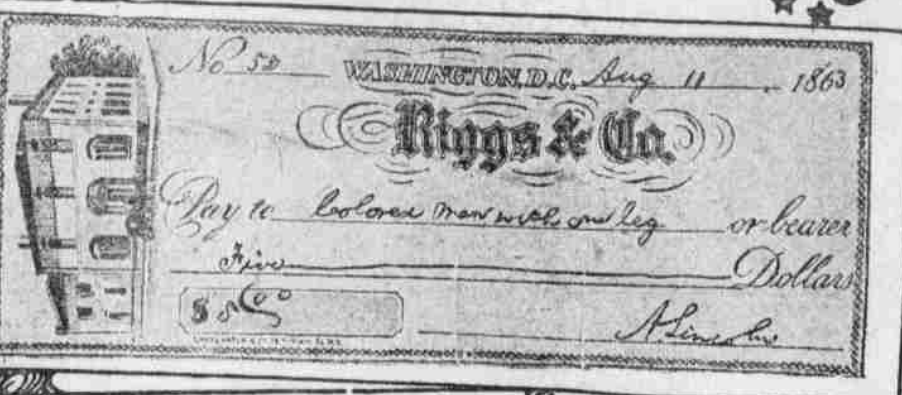 No 50 WASHINGTON, D.C. Aug 11 1863
Riggs & Co.
Pay to Colored man with one leg or bearer
Five Dollars
$ 5 00
A Lincoln